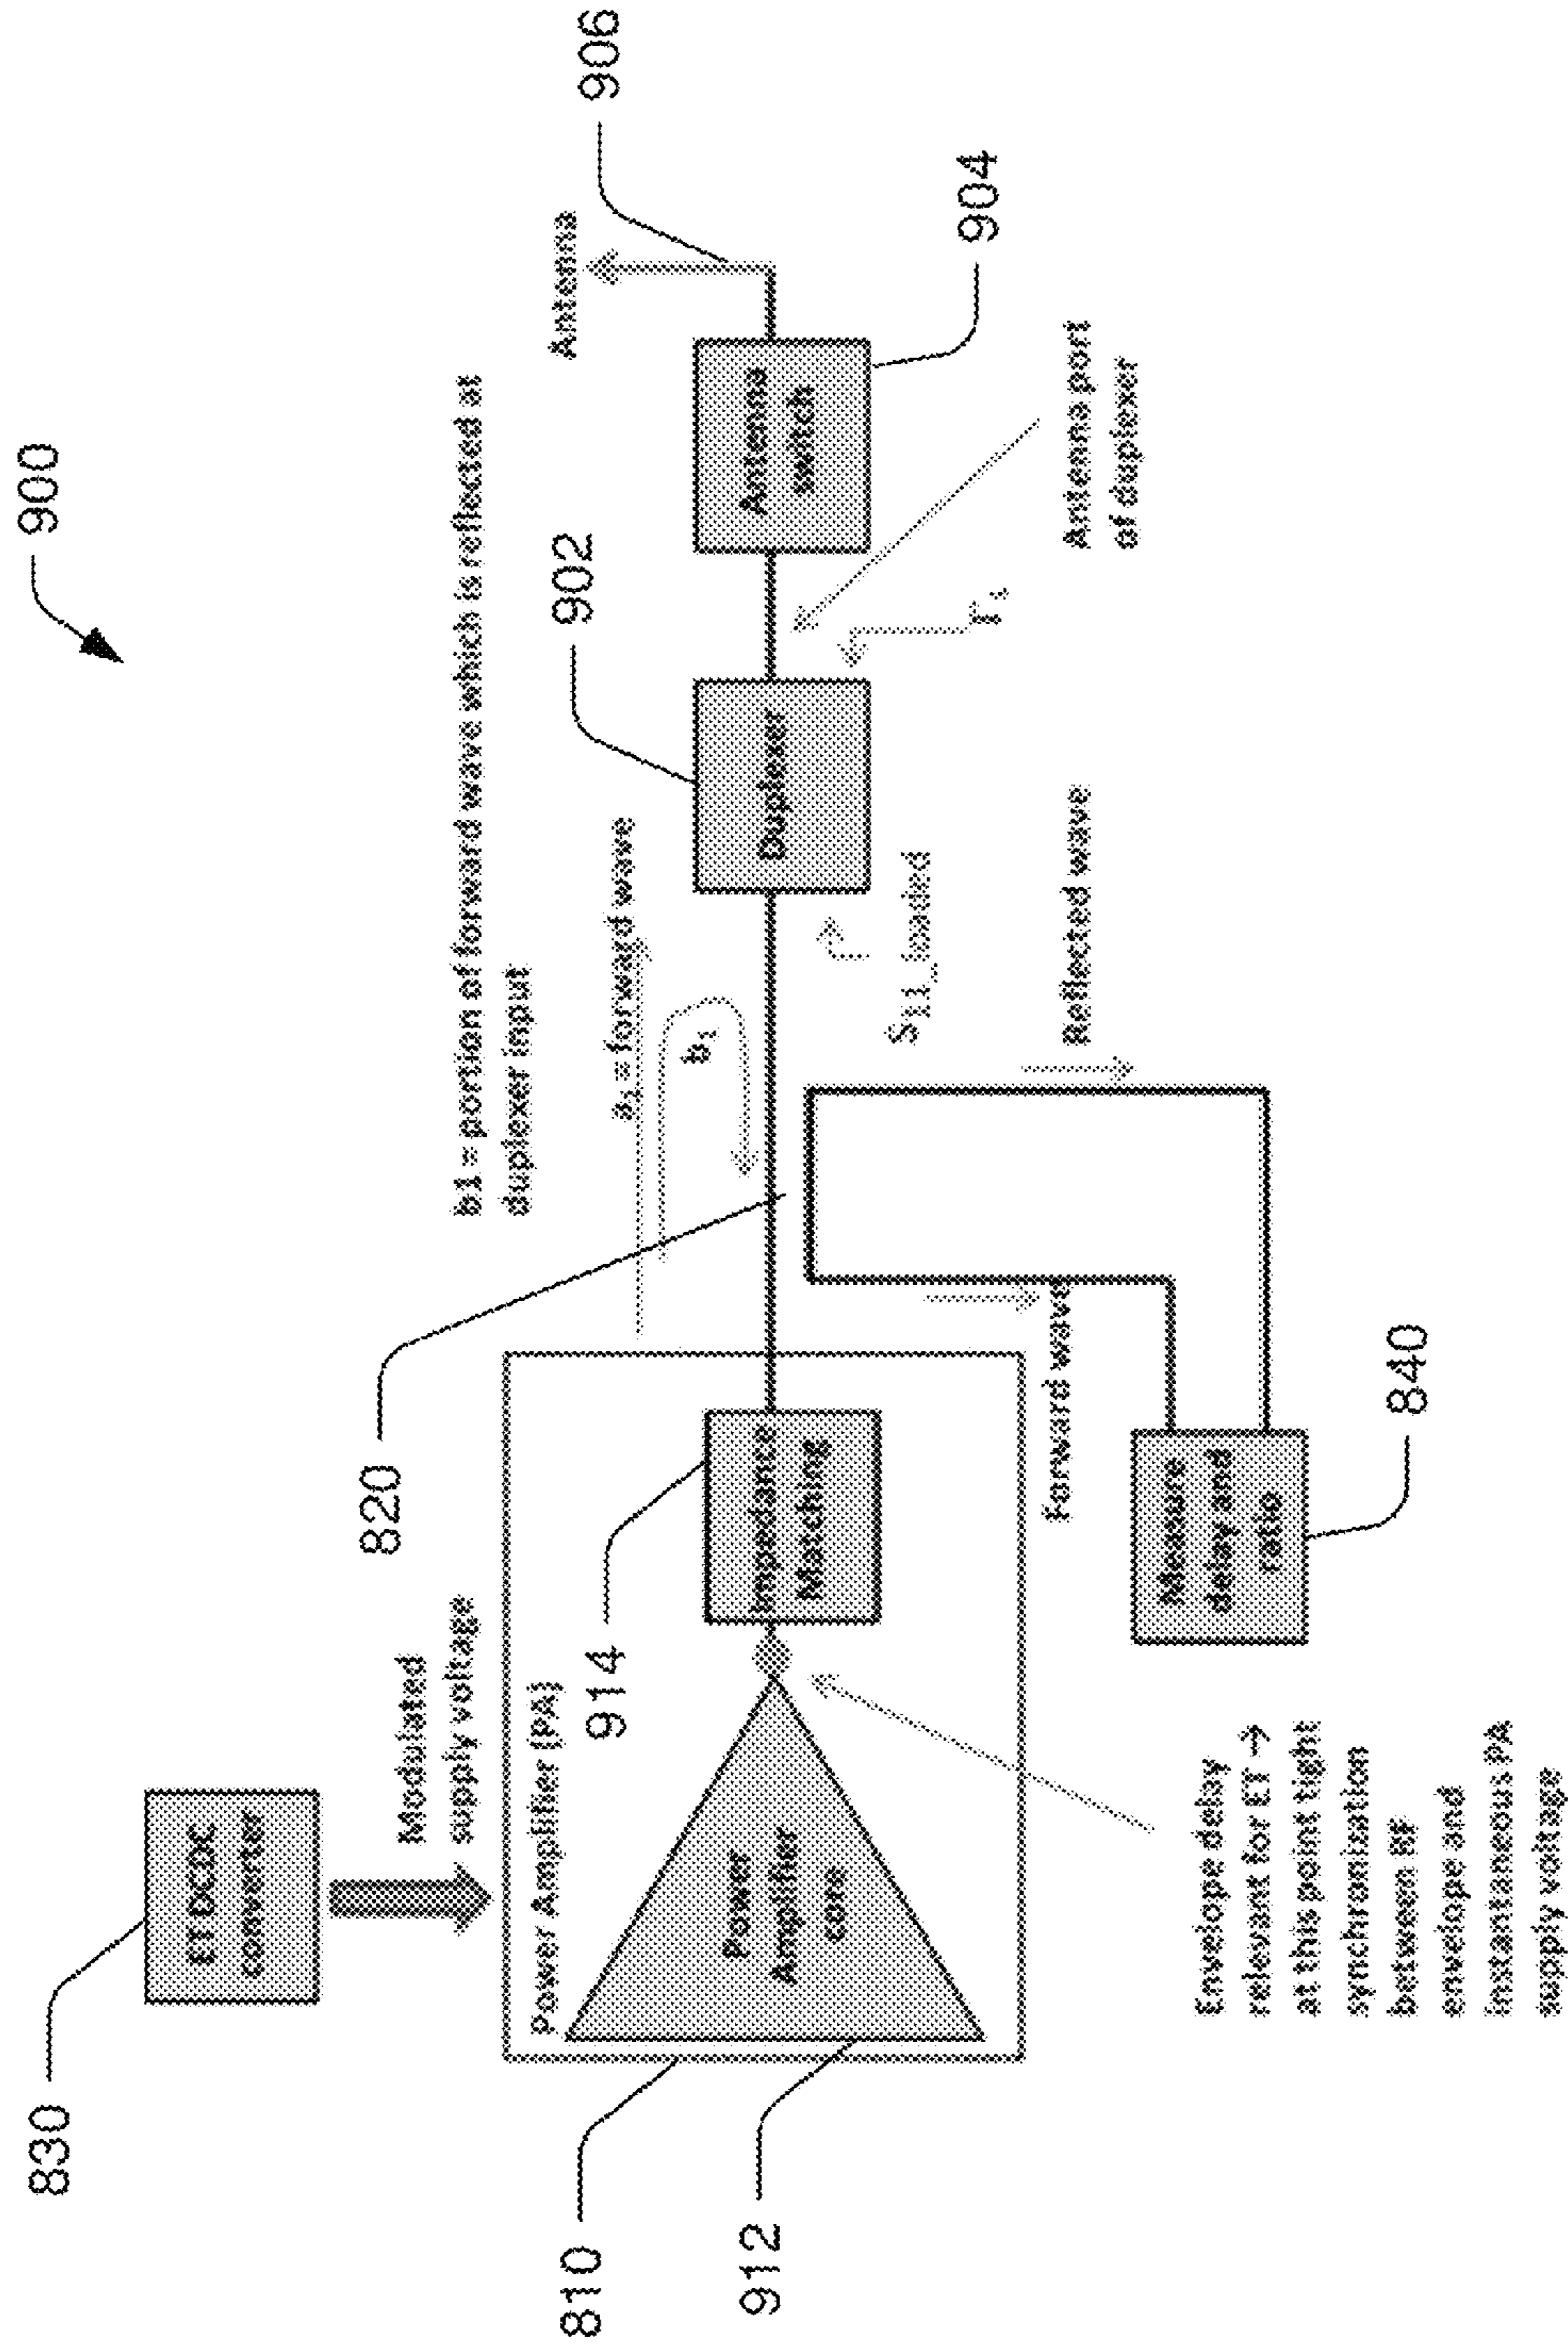 900
830
ET DCDC
converter
Modulated
supply voltage
820
b1 = portion of forward wave which is reflected at
duplexer input
a₁ = forward wave
b₁
902
Antenna
906
810
Power Amplifier (PA)
912
Power
Amplifier
core
914
Impedance
Matching
Duplexer
Antenna
switch
904
S₁₁_loaded
Γ₁
Antenna port
of duplexer
Forward wave
Reflected wave
Measure
delay and
ratio
840
Envelope delay
relevant for ET →
at this point tight
synchronization
between RF
envelope and
instantaneous PA
supply voltage